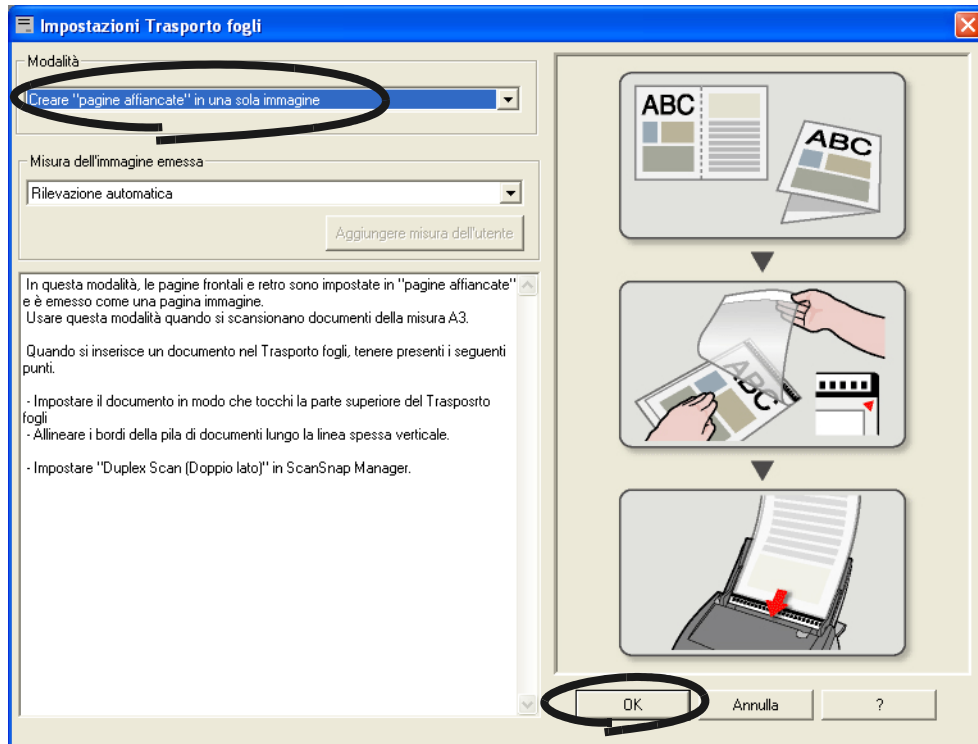 Impostazioni Trasporto fogli
Modalità
Creare "pagine affiancate" in una sola immagine
Misura dell'immagine emessa
Rilevazione automatica
Aggiungere misura dell'utente
In questa modalità, le pagine frontali e retro sono impostate in "pagine affiancate"
e è emesso come una pagina immagine.
Usare questa modalità quando si scansionano documenti della misura A3.
Quando si inserisce un documento nel Trasporto fogli, tenere presenti i seguenti
punti.
- Impostare il documento in modo che tocchi la parte superiore del Trasposrto
fogli
- Allineare i bordi della pila di documenti lungo la linea spessa verticale.
- Impostare "Duplex Scan (Doppio lato)" in ScanSnap Manager.
ABC
ABC
ABC
OK
Annulla
?